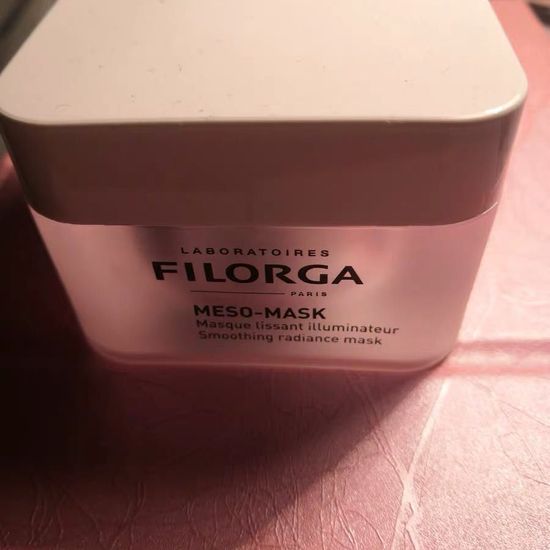 LABORATOIRES
FILORGA
PARIS
MESO-MASK
Masque lissant illuminateur
Smoothing radiance mask